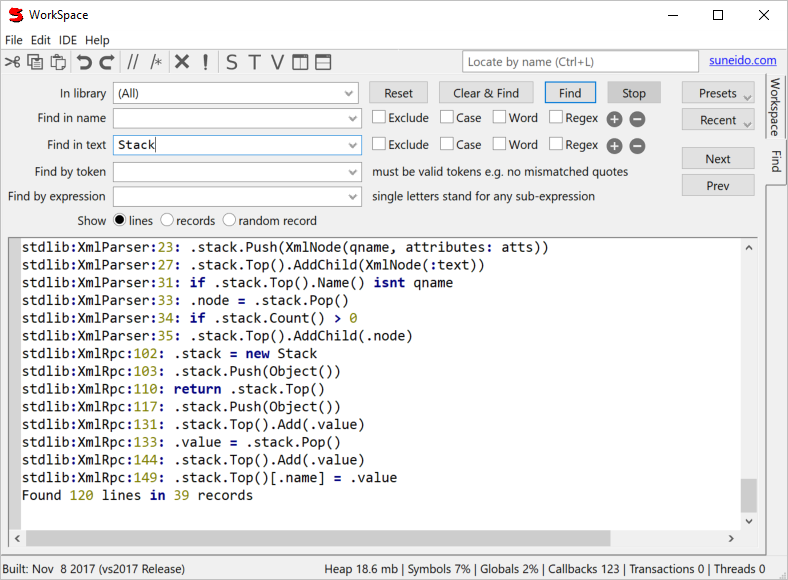 WorkSpace
File Edit IDE Help
// /* ! S T V Locate by name (Ctrl+L) suneido.com
In library (All) Reset Clear & Find Find Stop Presets
Find in name Exclude Case Word Regex Recent
Find in text Stack Exclude Case Word Regex
Find by token must be valid tokens e.g. no mismatched quotes Next
Find by expression single letters stand for any sub-expression Prev
Show lines records random record
Workspace
Find
stdlib:XmlParser:23: .stack.Push(XmlNode(qname, attributes: atts))
stdlib:XmlParser:27: .stack.Top().AddChild(XmlNode(:text))
stdlib:XmlParser:31: if .stack.Top().Name() isnt qname
stdlib:XmlParser:33: .node = .stack.Pop()
stdlib:XmlParser:34: if .stack.Count() > 0
stdlib:XmlParser:35: .stack.Top().AddChild(.node)
stdlib:XmlRpc:102: .stack = new Stack
stdlib:XmlRpc:103: .stack.Push(Object())
stdlib:XmlRpc:110: return .stack.Top()
stdlib:XmlRpc:117: .stack.Push(Object())
stdlib:XmlRpc:131: .stack.Top().Add(.value)
stdlib:XmlRpc:133: .value = .stack.Pop()
stdlib:XmlRpc:144: .stack.Top().Add(.value)
stdlib:XmlRpc:149: .stack.Top()[.name] = .value
Found 120 lines in 39 records
Built: Nov 8 2017 (vs2017 Release) Heap 18.6 mb | Symbols 7% | Globals 2% | Callbacks 123 | Transactions 0 | Threads 0